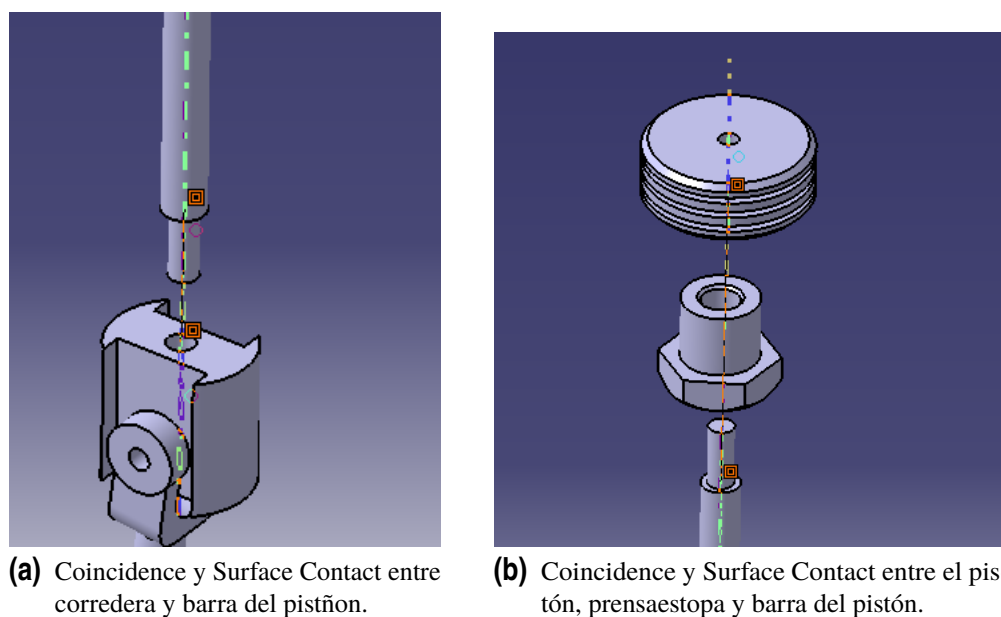 (a) Coincidence y Surface Contact entre
corredera y barra del pistñon.
(b) Coincidence y Surface Contact entre el pis
tón, prensaestopa y barra del pistón.